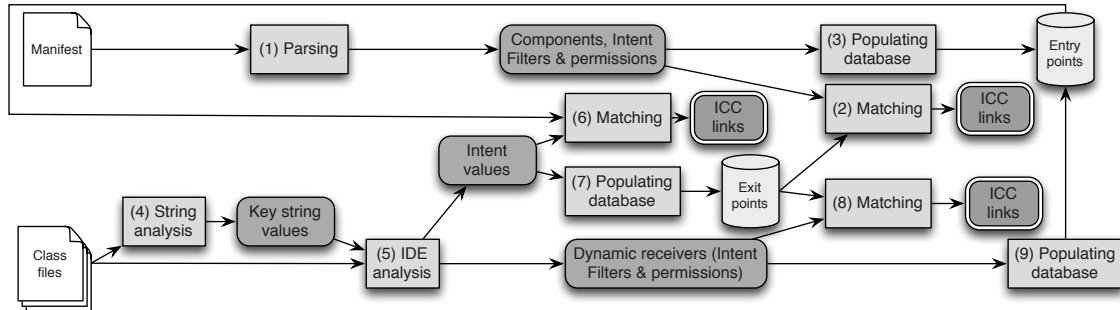 Manifest
(1) Parsing
Components, Intent
Filters & permissions
(3) Populating
database
Entry
points
(6) Matching
ICC
links
(2) Matching
ICC
links
Intent
values
(7) Populating
database
Exit
points
(8) Matching
ICC
links
(4) String
analysis
Key string
values
Class
files
(5) IDE
analysis
Dynamic receivers (Intent
Filters & permissions)
(9) Populating
database